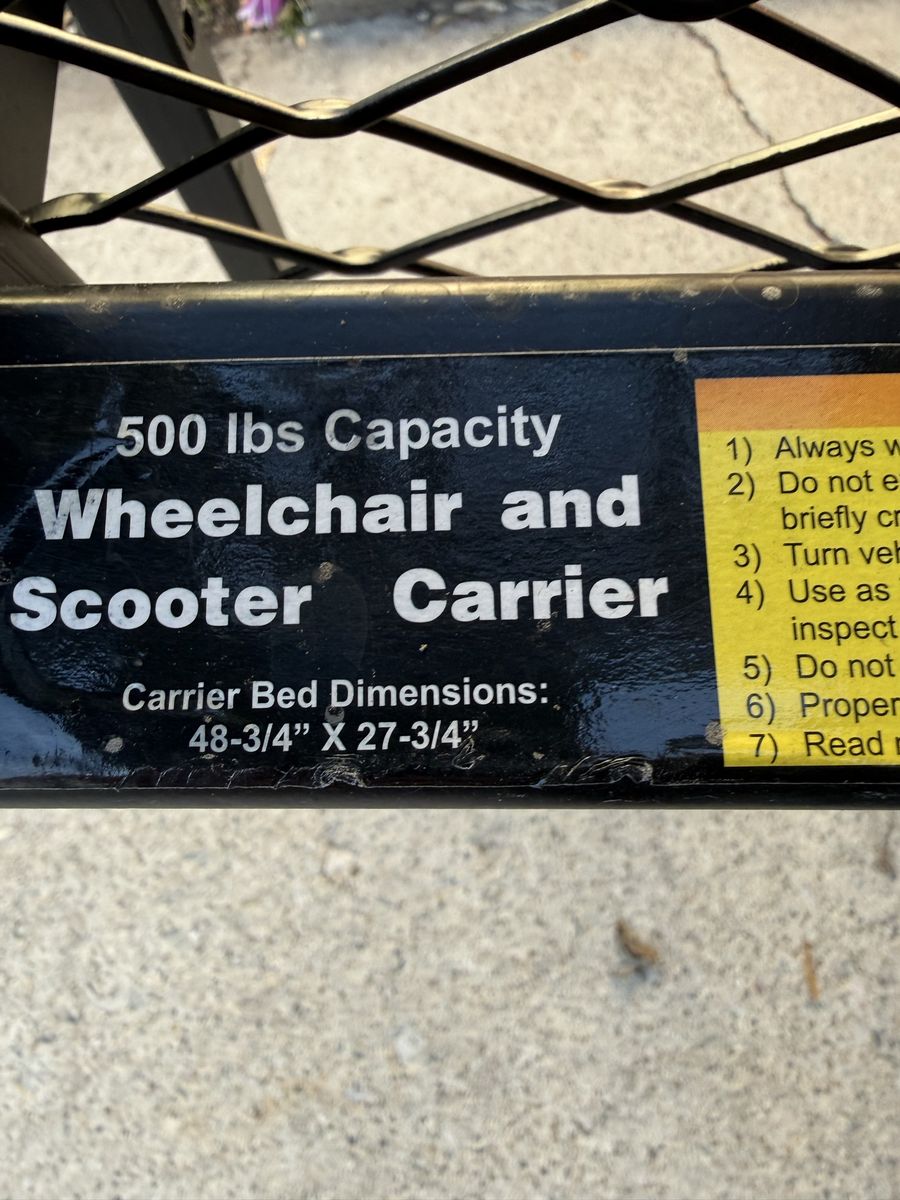 500 lbs Capacity
Wheelchair and
Scooter Carrier
Carrier Bed Dimensions:
48-3/4” X 27-3/4”
1) Always
2) Do not
briefly
3) Turn
4) Use as
inspect
5) Do not
6)
7) Read